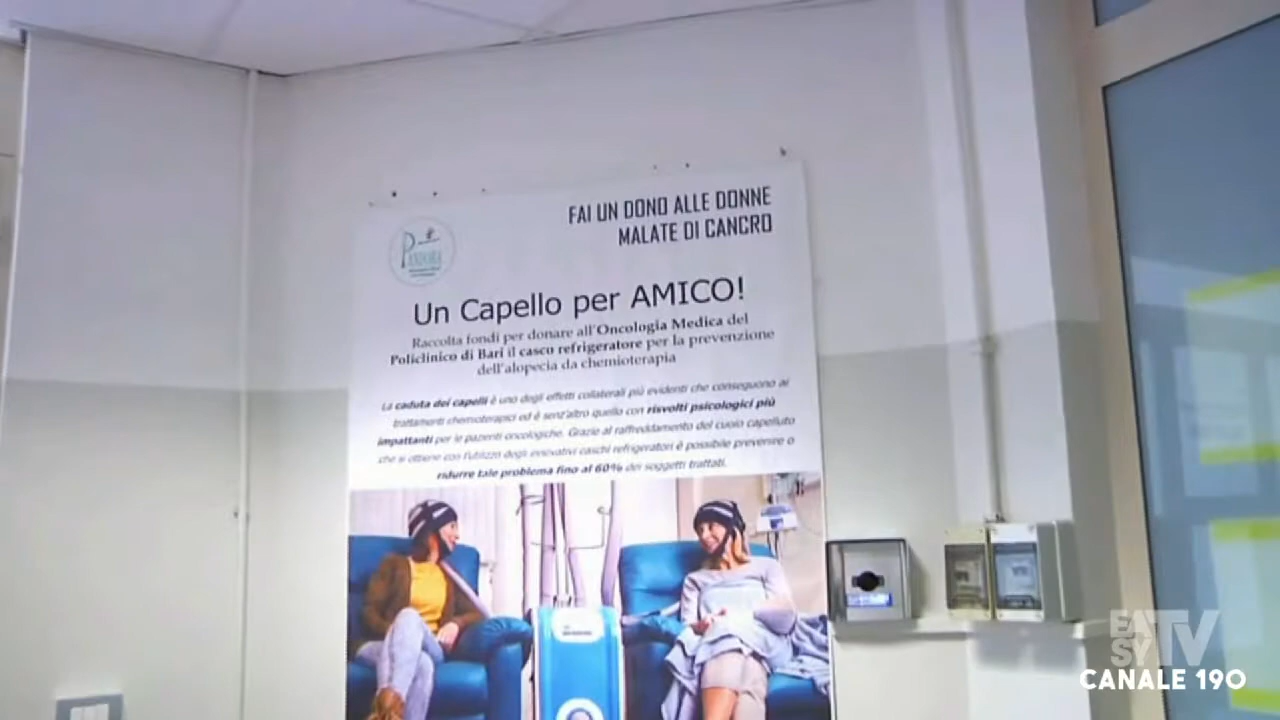 FAI UN DONO ALLE DONNE
MALATE DI CANCRO
PANDORA
Un Capello per AMICO!
Raccolta fondi per donare all'Oncologia Medica del
Policlinico di Bari il casco refrigeratore per la prevenzione
dell'alopecia da chemioterapia
La caduta dei capelli è uno degli effetti collaterali più evidenti che conseguono ai
trattamenti chemioterapici ed è senz'altro quello con risvolti psicologici più
impattanti per le pazienti oncologiche. Grazie al raffreddamento del cuoio capelluto
che si ottiene con l'utilizzo degli innovativi caschi refrigeratori è possibile prevenire o
ridurre tale problema fino al 60% dei soggetti trattati.
EASY TV
CANALE 190